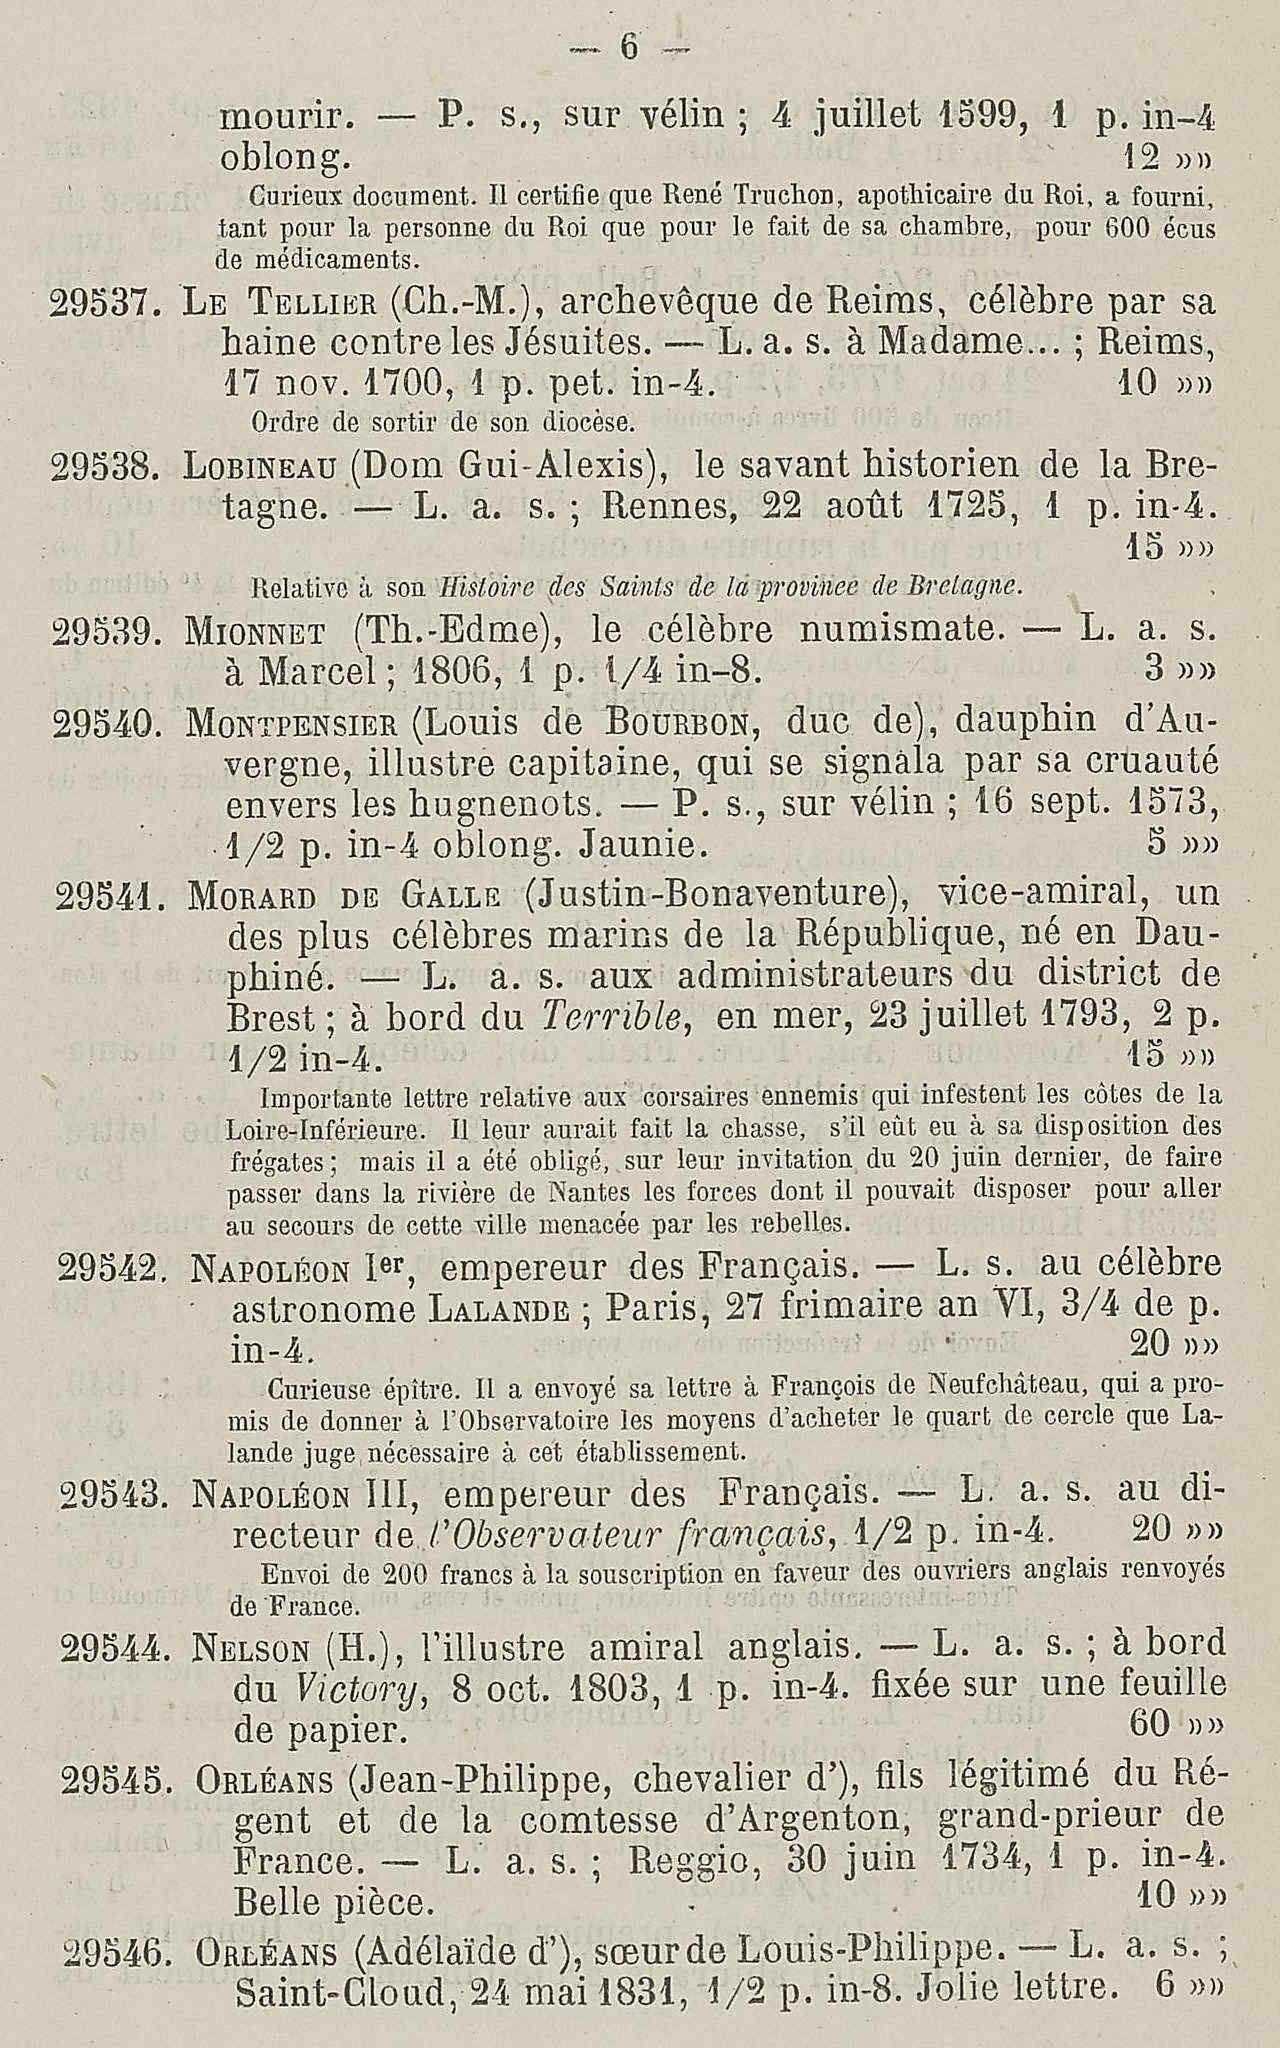 — 6 —
mourir. — P. s., sur vélin ; 4 juillet 1599, 1 p. in-4
oblong. 12 »»
Curieux document. Il certifie que René Truchon, apothicaire du Roi, a fourni,
tant pour la personne du Roi que pour le fait de sa chambre, pour 600 écus
de médicaments.
29537. LE TELLIER (Ch.-M.), archevêque de Reims, célèbre par sa
haine contre les Jésuites. — L. a. s. à Madame... ; Reims,
17 nov. 1700, 1 p. pet. in-4. 10 »»
Ordre de sortir de son diocèse.
29538. LOBINEAU (Dom Gui-Alexis), le savant historien de la Bre-
tagne. — L. a. s. ; Rennes, 22 août 1725, 1 p. in-4.
15 »»
Relative à son Histoire des Saints de la province de Bretagne.
29539. MIONNET (Th.-Edme), le célèbre numismate. — L. a. s.
à Marcel ; 1806, 1 p. 1/4 in-8. 3 »»
29540. MONTPENSIER (Louis de BOURBON, duc de), dauphin d'Au-
vergne, illustre capitaine, qui se signala par sa cruauté
envers les hugnenots. — P. s., sur vélin ; 16 sept. 1573,
1/2 p. in-4 oblong. Jaunie. 5 »»
29541. MORARD DE GALLE (Justin-Bonaventure), vice-amiral, un
des plus célèbres marins de la République, né en Dau-
phiné. — L. a. s. aux administrateurs du district de
Brest ; à bord du Terrible, en mer, 23 juillet 1793, 2 p.
1/2 in-4. 15 »»
Importante lettre relative aux corsaires ennemis qui infestent les côtes de la
Loire-Inférieure. Il leur aurait fait la chasse, s'il eût eu à sa disposition des
frégates ; mais il a été obligé, sur leur invitation du 20 juin dernier, de faire
passer dans la rivière de Nantes les forces dont il pouvait disposer pour aller
au secours de cette ville menacée par les rebelles.
29542. NAPOLÉON Ier, empereur des Français. — L. s. au célèbre
astronome LALANDE ; Paris, 27 frimaire an VI, 3/4 de p.
in-4. 20 »»
Curieuse épître. Il a envoyé sa lettre à François de Neufchâteau, qui a pro-
mis de donner à l'Observatoire les moyens d'acheter le quart de cercle que La-
lande juge nécessaire à cet établissement.
29543. NAPOLÉON III, empereur des Français. — L. a. s. au di-
recteur de l'Observateur français, 1/2 p. in-4. 20 »»
Envoi de 200 francs à la souscription en faveur des ouvriers anglais renvoyés
de France.
29544. NELSON (H.), l'illustre amiral anglais. — L. a. s. ; à bord
du Victory, 8 oct. 1803, 1 p. in-4. fixée sur une feuille
de papier. 60 »»
29545. ORLÉANS (Jean-Philippe, chevalier d'), fils légitimé du Ré-
gent et de la comtesse d'Argenton, grand-prieur de
France. — L. a. s. ; Reggio, 30 juin 1734, 1 p. in-4.
Belle pièce. 10 »»
29546. ORLÉANS (Adélaïde d'), sœur de Louis-Philippe. — L. a. s. ;
Saint-Cloud, 24 mai 1831, 1/2 p. in-8. Jolie lettre. 6 »»